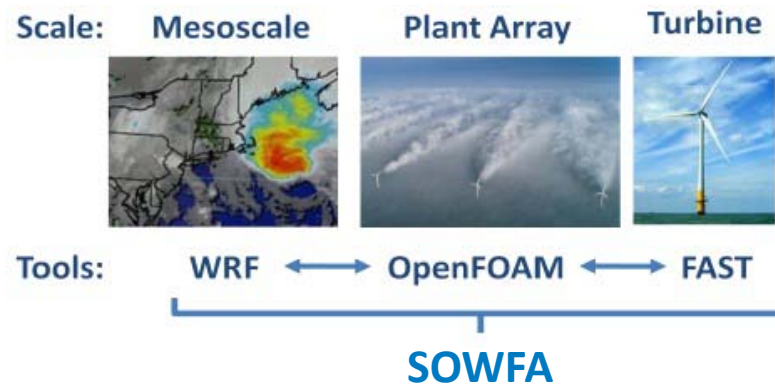 Scale: Mesoscale Plant Array Turbine
Tools: WRF OpenFOAM FAST
SOWFA